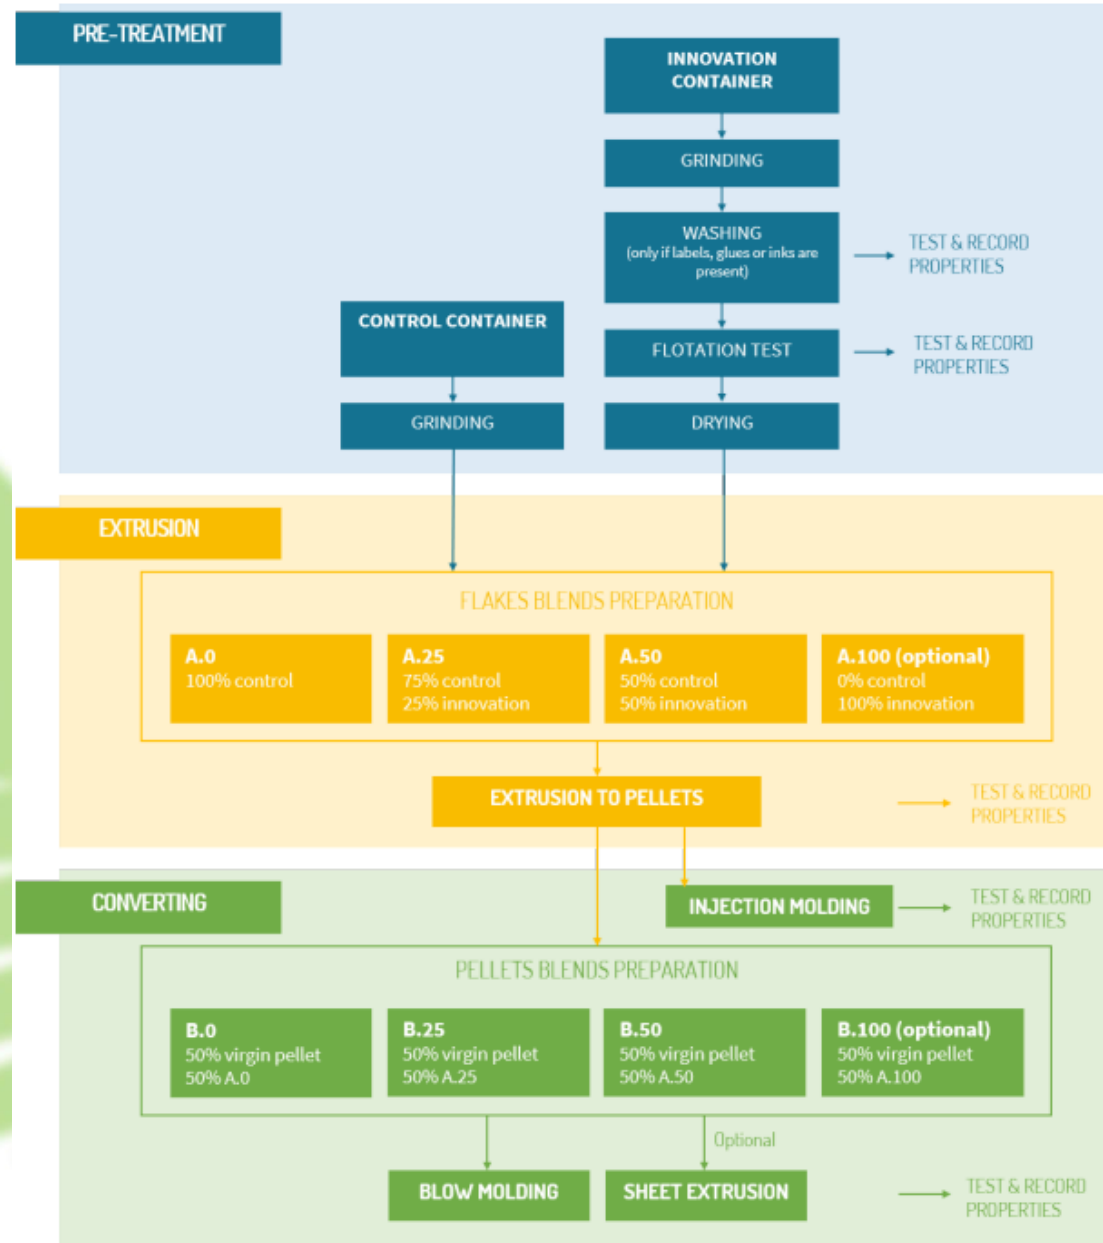 PRE-TREATMENT
INNOVATION
CONTAINER
GRINDING
WASHING
(only if labels, glues or inks are
present)
TEST & RECORD
PROPERTIES
CONTROL CONTAINER
FLOTATION TEST
TEST & RECORD
PROPERTIES
GRINDING
DRYING
EXTRUSION
FLAKES BLENDS PREPARATION
A.0
100% control
A.25
75% control
25% innovation
A.50
50% control
50% innovation
A.100 (optional)
0% control
100% innovation
EXTRUSION TO PELLETS
TEST & RECORD
PROPERTIES
CONVERTING
INJECTION MOLDING
TEST & RECORD
PROPERTIES
PELLETS BLENDS PREPARATION
B.0
50% virgin pellet
50% A.0
B.25
50% virgin pellet
50% A.25
B.50
50% virgin pellet
50% A.50
B.100 (optional)
50% virgin pellet
50% A.100
Optional
BLOW MOLDING
SHEET EXTRUSION
TEST & RECORD
PROPERTIES